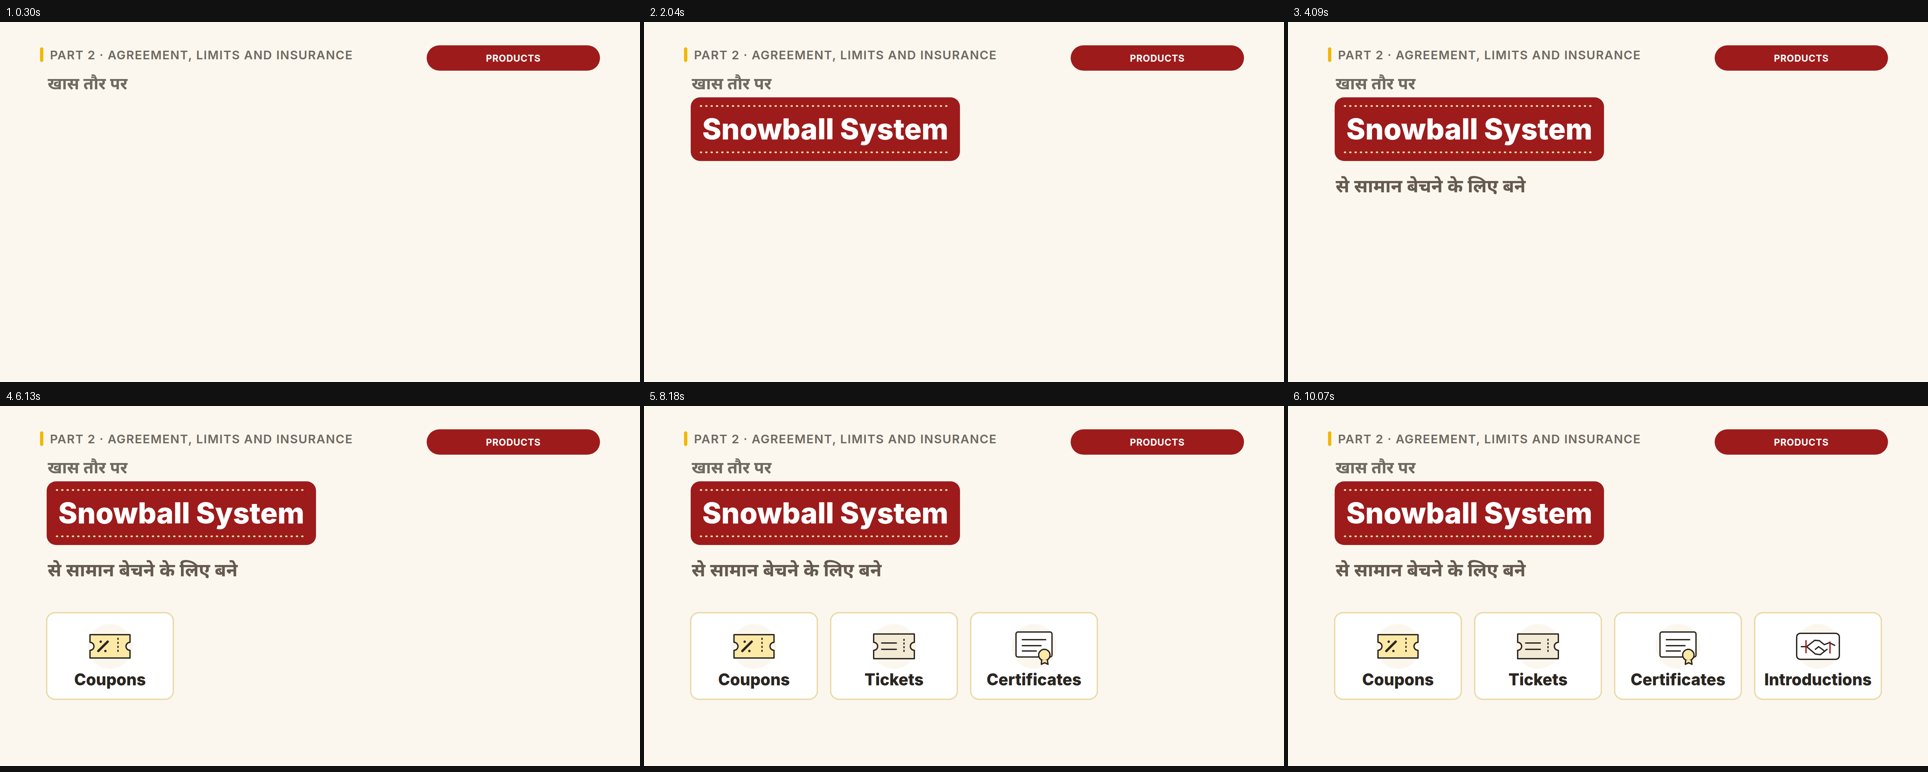 1. 0.30s
PART 2 · AGREEMENT, LIMITS AND INSURANCE
PRODUCTS
खास तौर पर
2. 2.04s
PART 2 · AGREEMENT, LIMITS AND INSURANCE
PRODUCTS
खास तौर पर
Snowball System
3. 4.09s
PART 2 · AGREEMENT, LIMITS AND INSURANCE
PRODUCTS
खास तौर पर
Snowball System
से सामान बेचने के लिए बने
4. 6.13s
PART 2 · AGREEMENT, LIMITS AND INSURANCE
PRODUCTS
खास तौर पर
Snowball System
से सामान बेचने के लिए बने
Coupons
5. 8.18s
PART 2 · AGREEMENT, LIMITS AND INSURANCE
PRODUCTS
खास तौर पर
Snowball System
से सामान बेचने के लिए बने
Coupons
Tickets
Certificates
6. 10.07s
PART 2 · AGREEMENT, LIMITS AND INSURANCE
PRODUCTS
खास तौर पर
Snowball System
से सामान बेचने के लिए बने
Coupons
Tickets
Certificates
Introductions